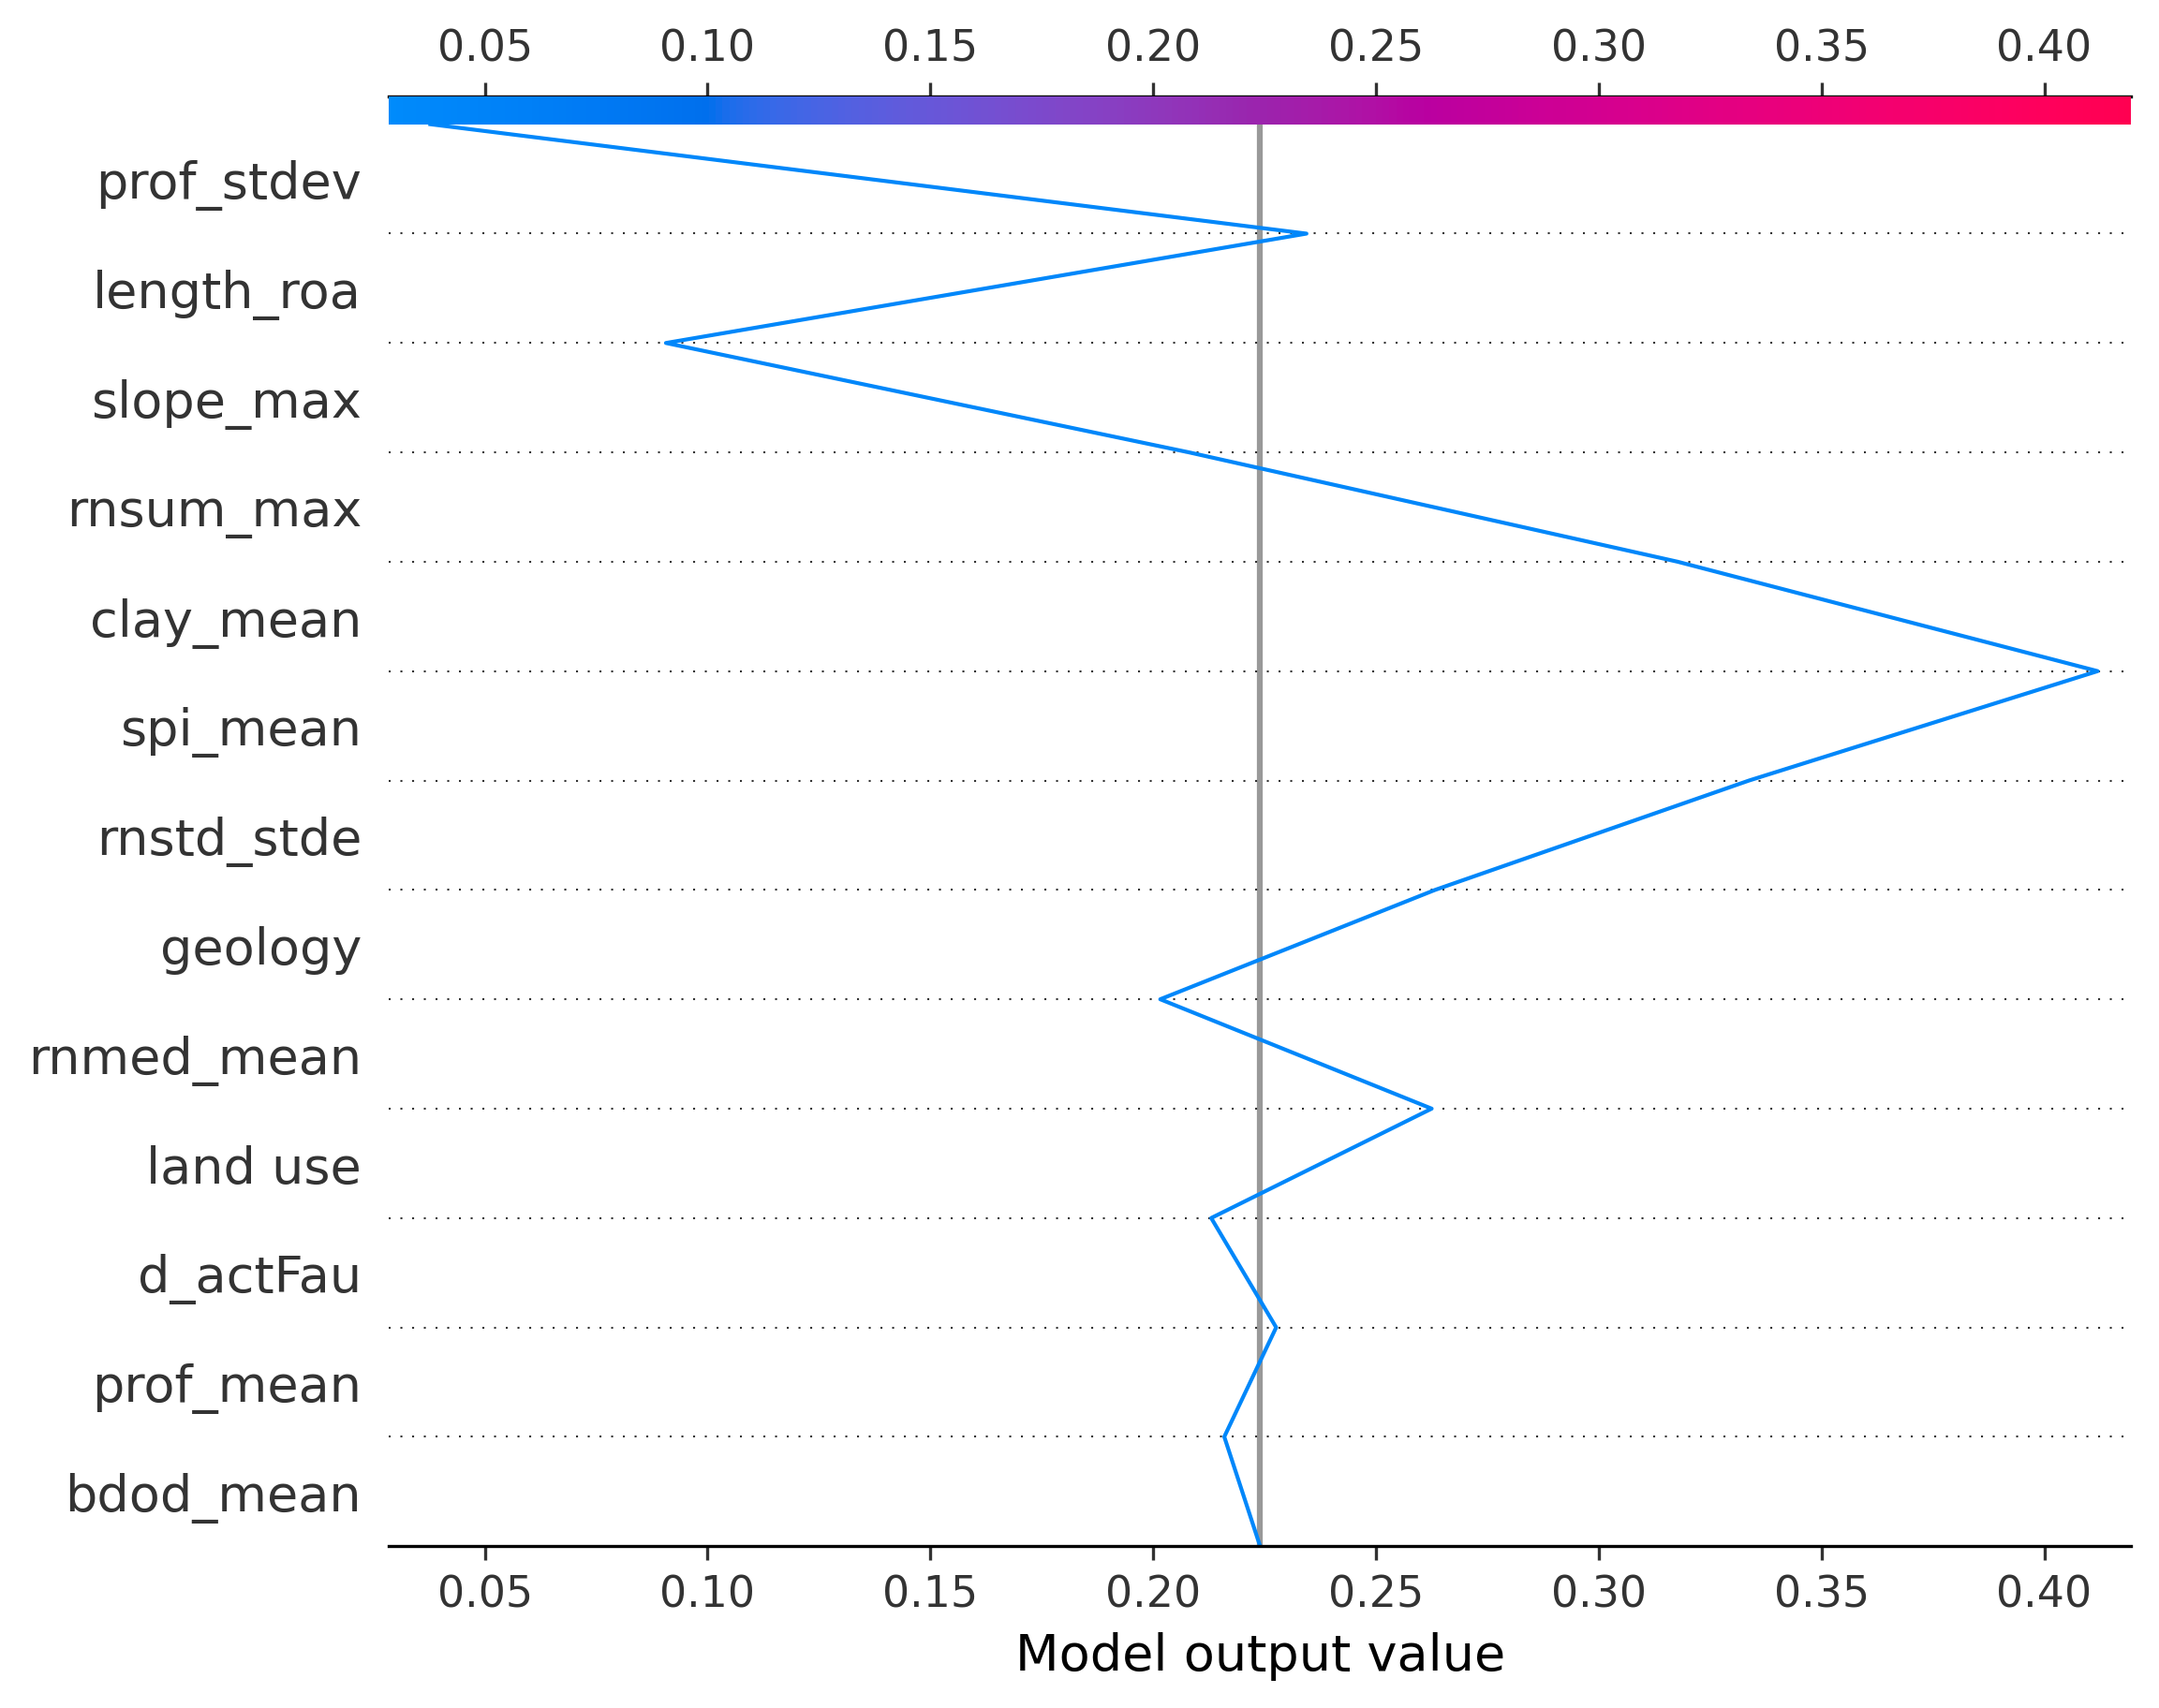 0.05 0.10 0.15 0.20 0.25 0.30 0.35 0.40
prof_stdev
length_roa
slope_max
rnsum_max
clay_mean
spi_mean
rnstd_stde
geology
rnmed_mean
land use
d_actFau
prof_mean
bdod_mean
0.05 0.10 0.15 0.20 0.25 0.30 0.35 0.40
Model output value